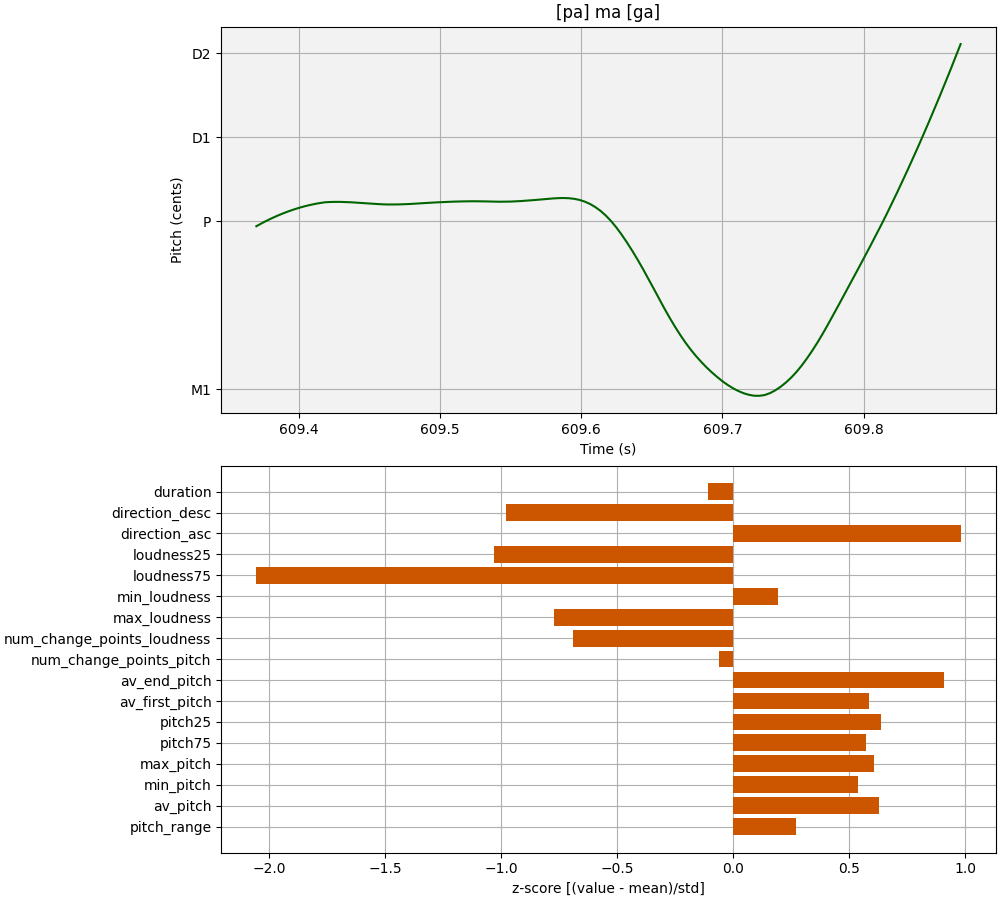 [pa] ma [ga]
D2
D1
P
M1
Pitch (cents)
609.4 609.5 609.6 609.7 609.8
Time (s)
duration
direction_desc
direction_asc
loudness25
loudness75
min_loudness
max_loudness
num_change_points_loudness
num_change_points_pitch
av_end_pitch
av_first_pitch
pitch25
pitch75
max_pitch
min_pitch
av_pitch
pitch_range
−2.0 −1.5 −1.0 −0.5 0.0 0.5 1.0
z-score [(value - mean)/std]